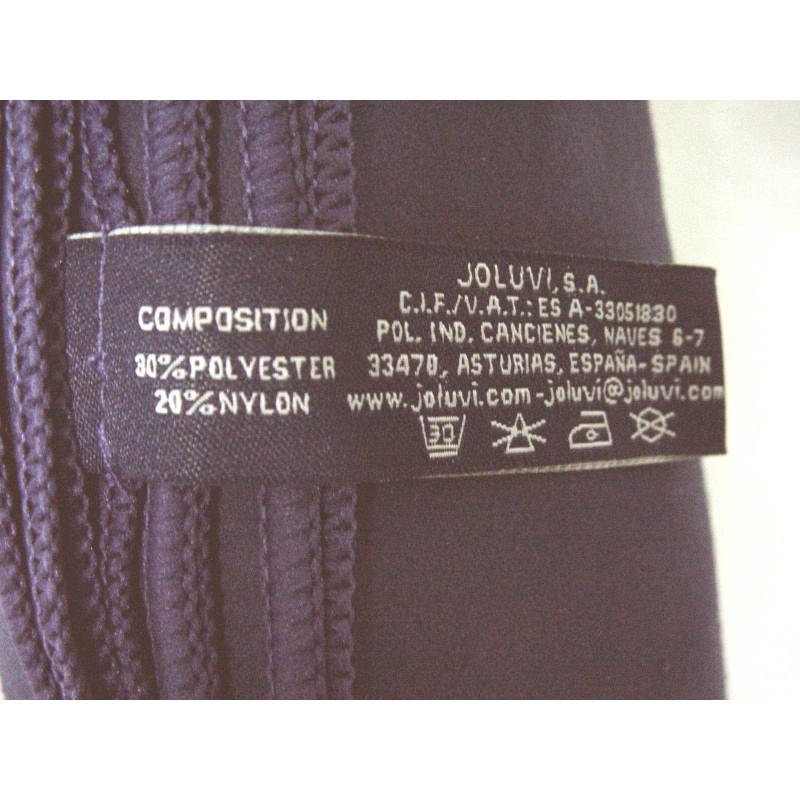 COMPOSITION
80%POLYESTER
20%NYLON
JOLUVI, S.A.
C.I.F./V.A.T.: ES A-33051830
POL. IND. CANCIENES, NAVES 6-7
33470, ASTURIAS, ESPAÑA-SPAIN
www.joluvi.com-joluvi@joluvi.com
30